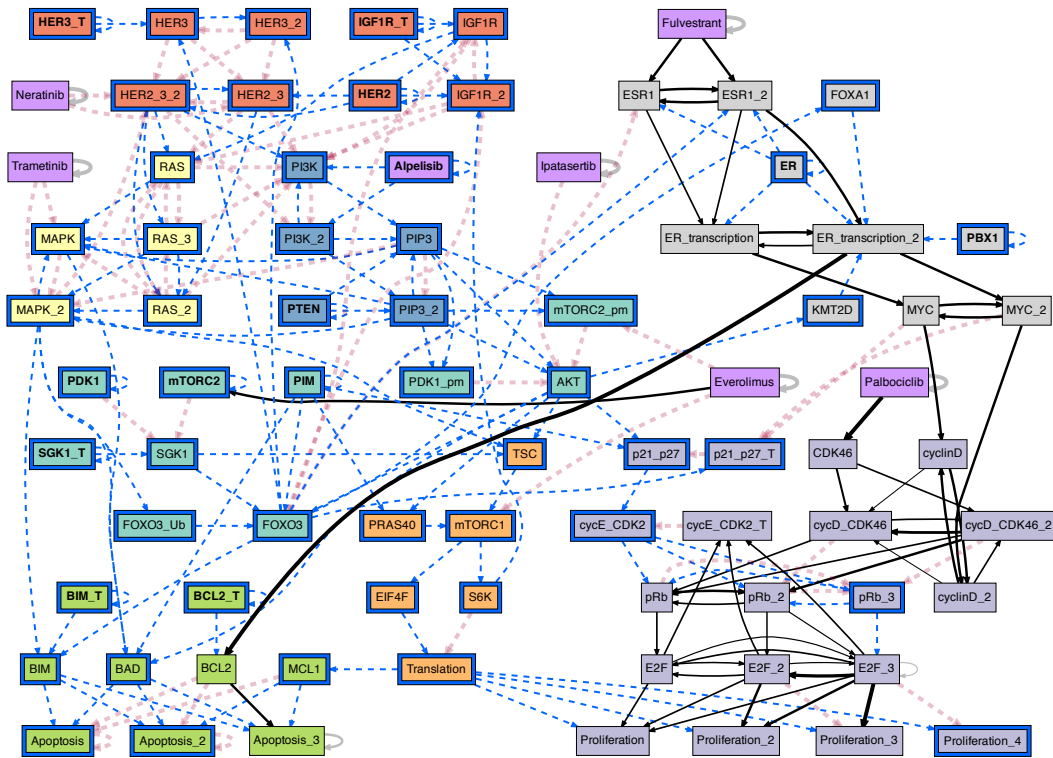 HER3_T HER3 HER3_2 IGF1R_T IGF1R Fulvestrant
Neratinib HER2_3_2 HER2_3 HER2 IGF1R_2 ESR1 ESR1_2 FOXA1
Trametinib RAS PI3K Alpelisib Ipatasertib ER
MAPK RAS_3 PI3K_2 PIP3 ER_transcription ER_transcription_2 PBX1
MAPK_2 RAS_2 PTEN PIP3_2 mTORC2_pm KMT2D MYC MYC_2
PDK1 mTORC2 PIM PDK1_pm AKT Everolimus Palbociclib
SGK1_T SGK1 TSC p21_p27 p21_p27_T CDK46 cyclinD
FOXO3_Ub FOXO3 PRAS40 mTORC1 cycE_CDK2 cycE_CDK2_T cycD_CDK46 cycD_CDK46_2
BIM_T BCL2_T EIF4F S6K pRb pRb_2 pRb_3 cyclinD_2
BIM BAD BCL2 MCL1 Translation E2F E2F_2 E2F_3
Apoptosis Apoptosis_2 Apoptosis_3 Proliferation Proliferation_2 Proliferation_3 Proliferation_4